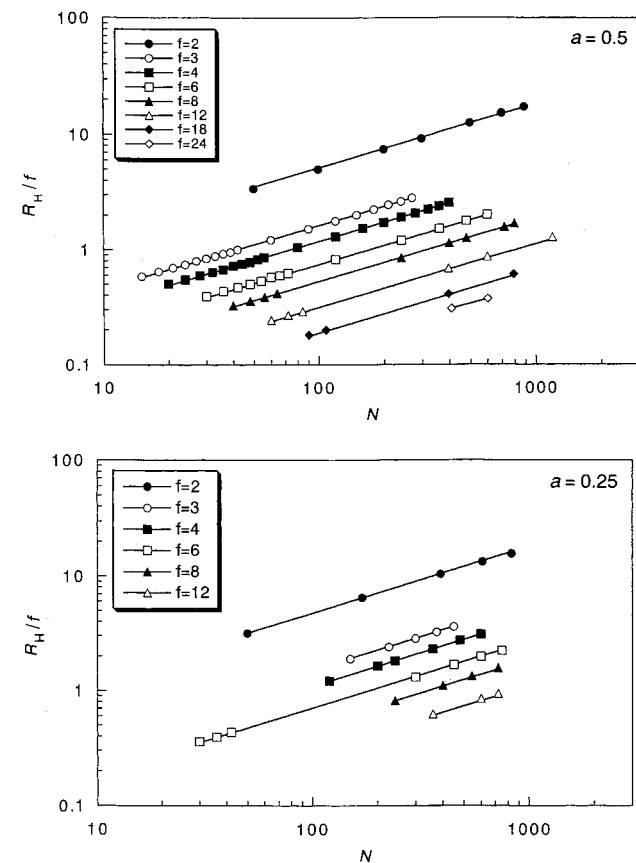 100
10
1
0.1
10
100
1000
N
R_H/f
a = 0.5
f=2
f=3
f=4
f=6
f=8
f=12
f=18
f=24
100
10
1
0.1
10
100
1000
N
R_H/f
a = 0.25
f=2
f=3
f=4
f=6
f=8
f=12